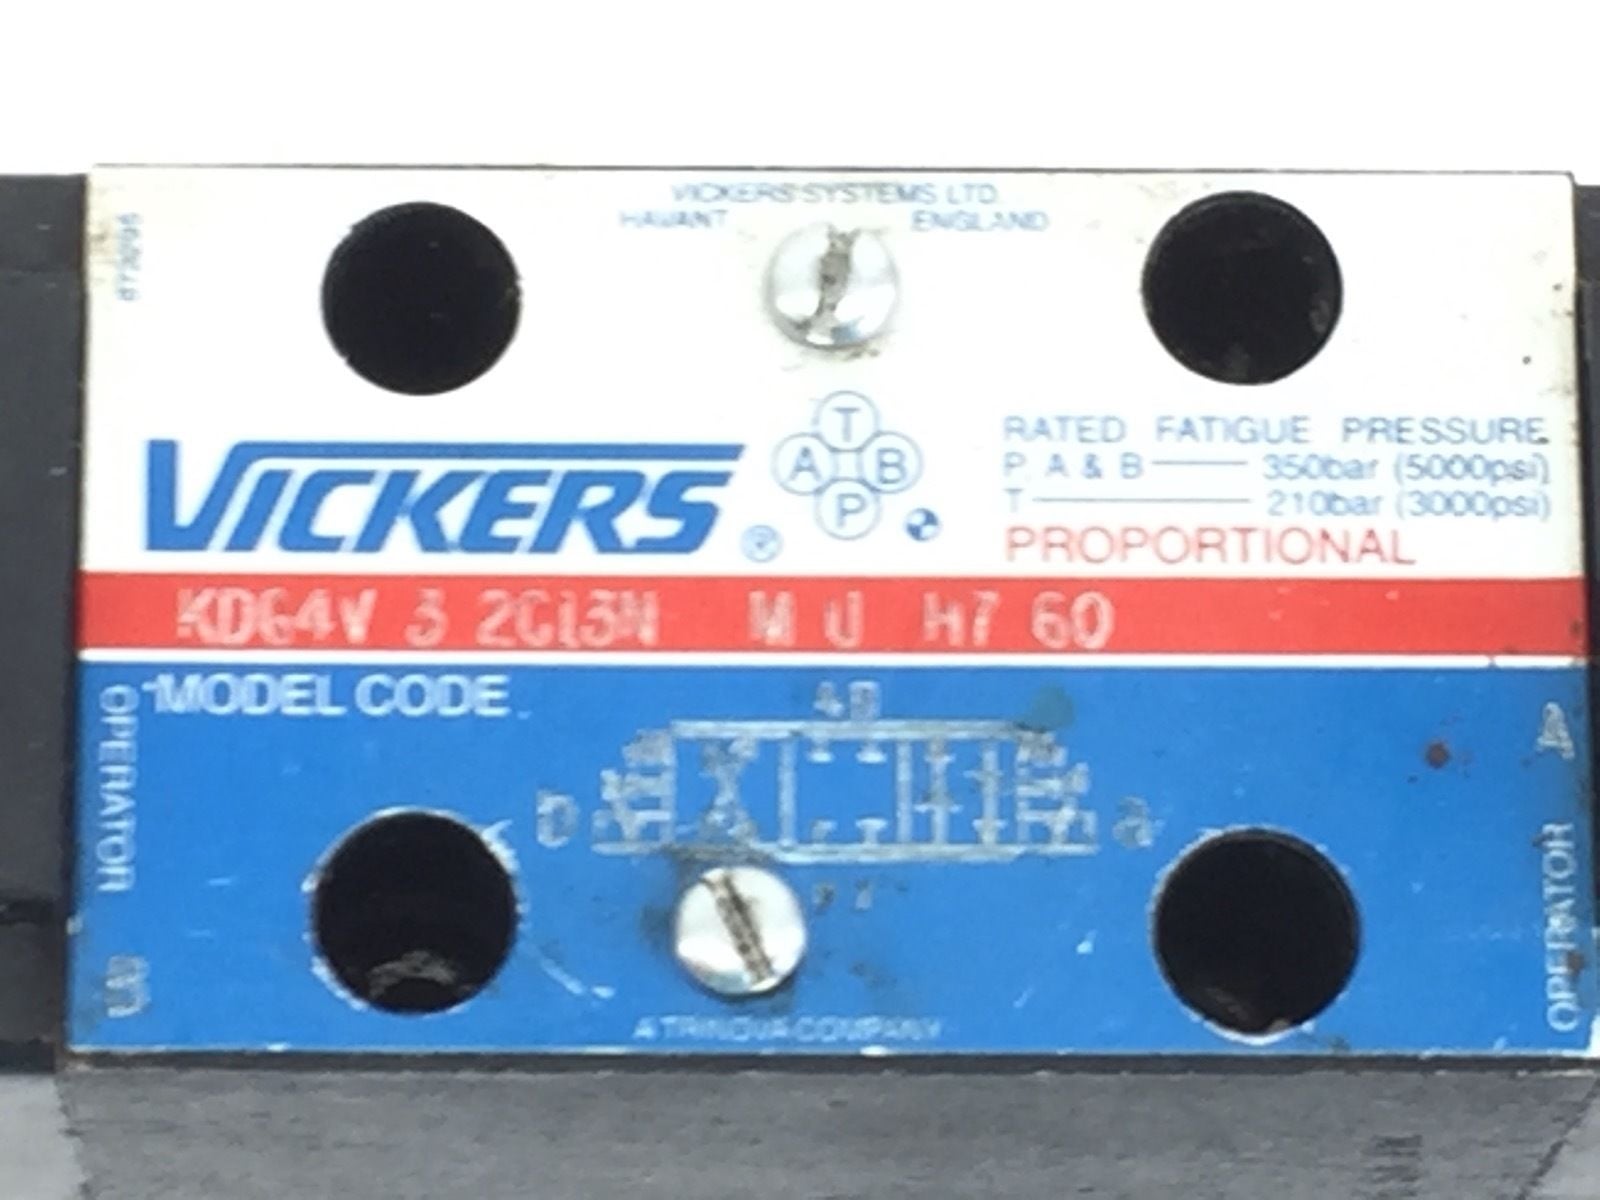 VICKERS SYSTEMS LTD.
HAVANT ENGLAND
873295
T
A B
P
VICKERS ®
RATED FATIGUE PRESSURE
P, A & B — 350bar (5000psi)
T — 210bar (3000psi)
PROPORTIONAL
KDG4V 3 2C13N M U H7 60
MODEL CODE
OPERATOR
A B
b a
OPERATOR A
A TRINOVA COMPANY